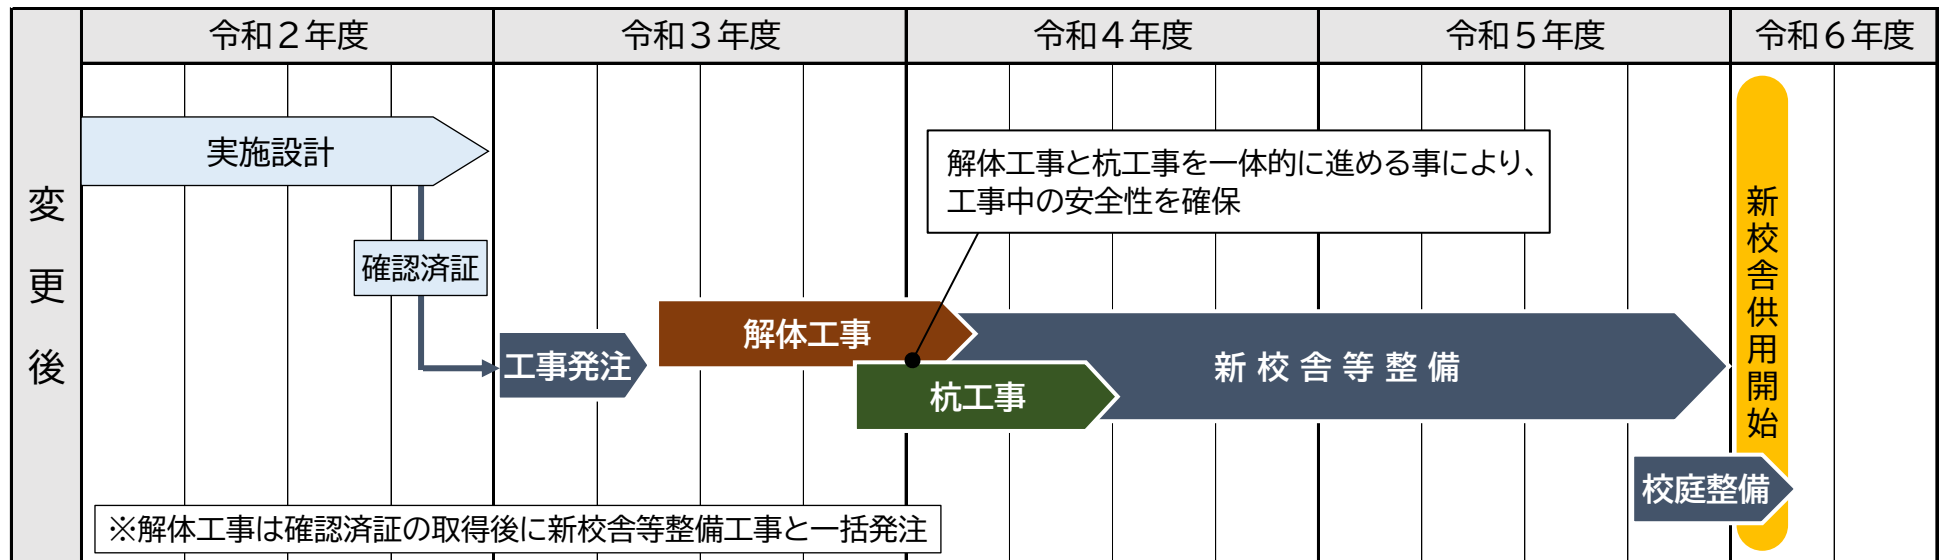 令和２年度
令和３年度
令和４年度
令和５年度
令和６年度
変更後
実施設計
確認済証
工事発注
解体工事と杭工事を一体的に進める事により、
工事中の安全性を確保
解体工事
杭工事
新校舎等整備
新校舎供用開始
校庭整備
※解体工事は確認済証の取得後に新校舎等整備工事と一括発注